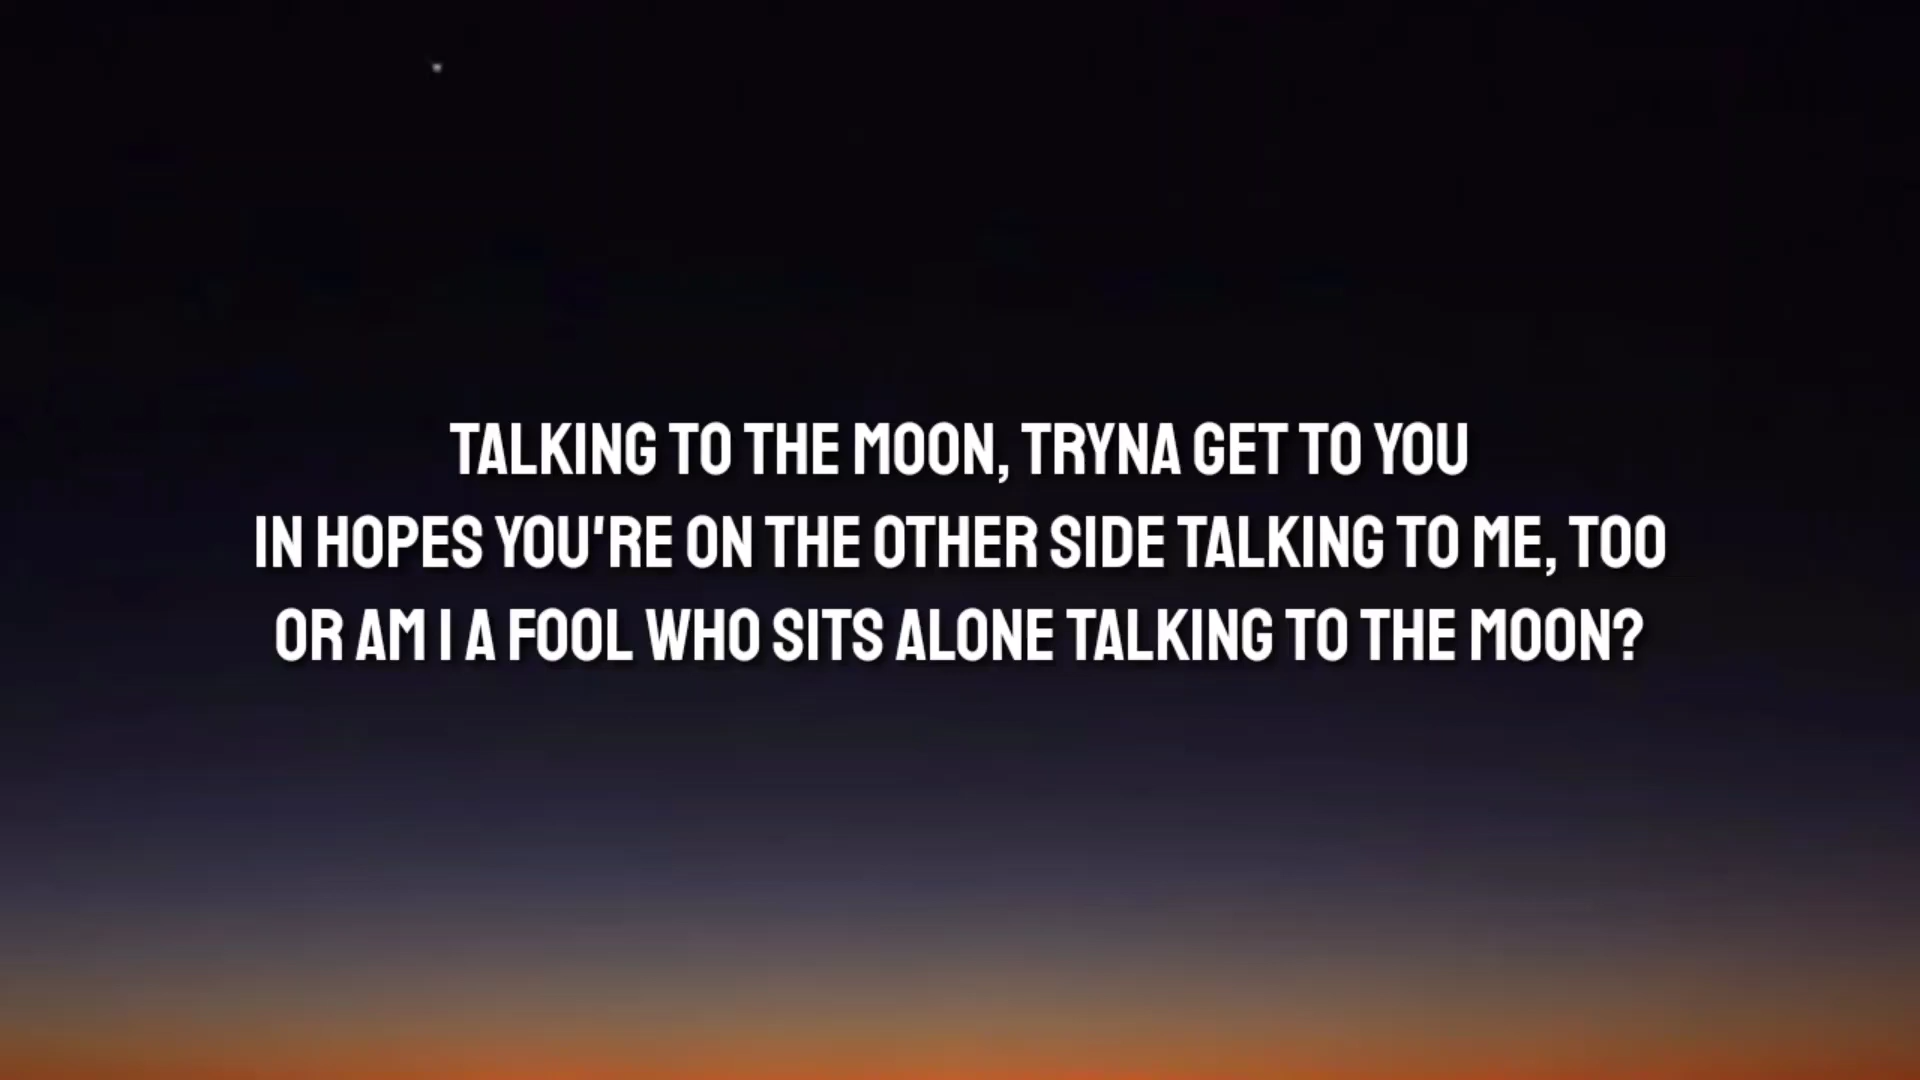 TALKING TO THE MOON, TRYNA GET TO YOU
IN HOPES YOU'RE ON THE OTHER SIDE TALKING TO ME, TOO
OR AM I A FOOL WHO SITS ALONE TALKING TO THE MOON?